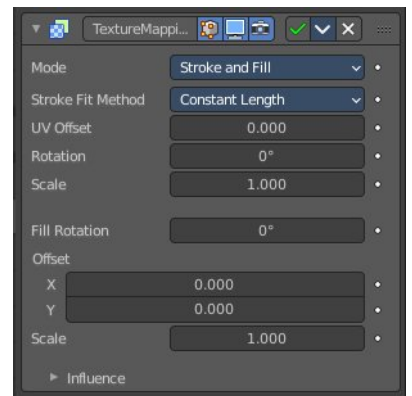 TextureMappi...
Mode Stroke and Fill
Stroke Fit Method Constant Length
UV Offset 0.000
Rotation 0°
Scale 1.000
Fill Rotation 0°
Offset
X 0.000
Y 0.000
Scale 1.000
Influence